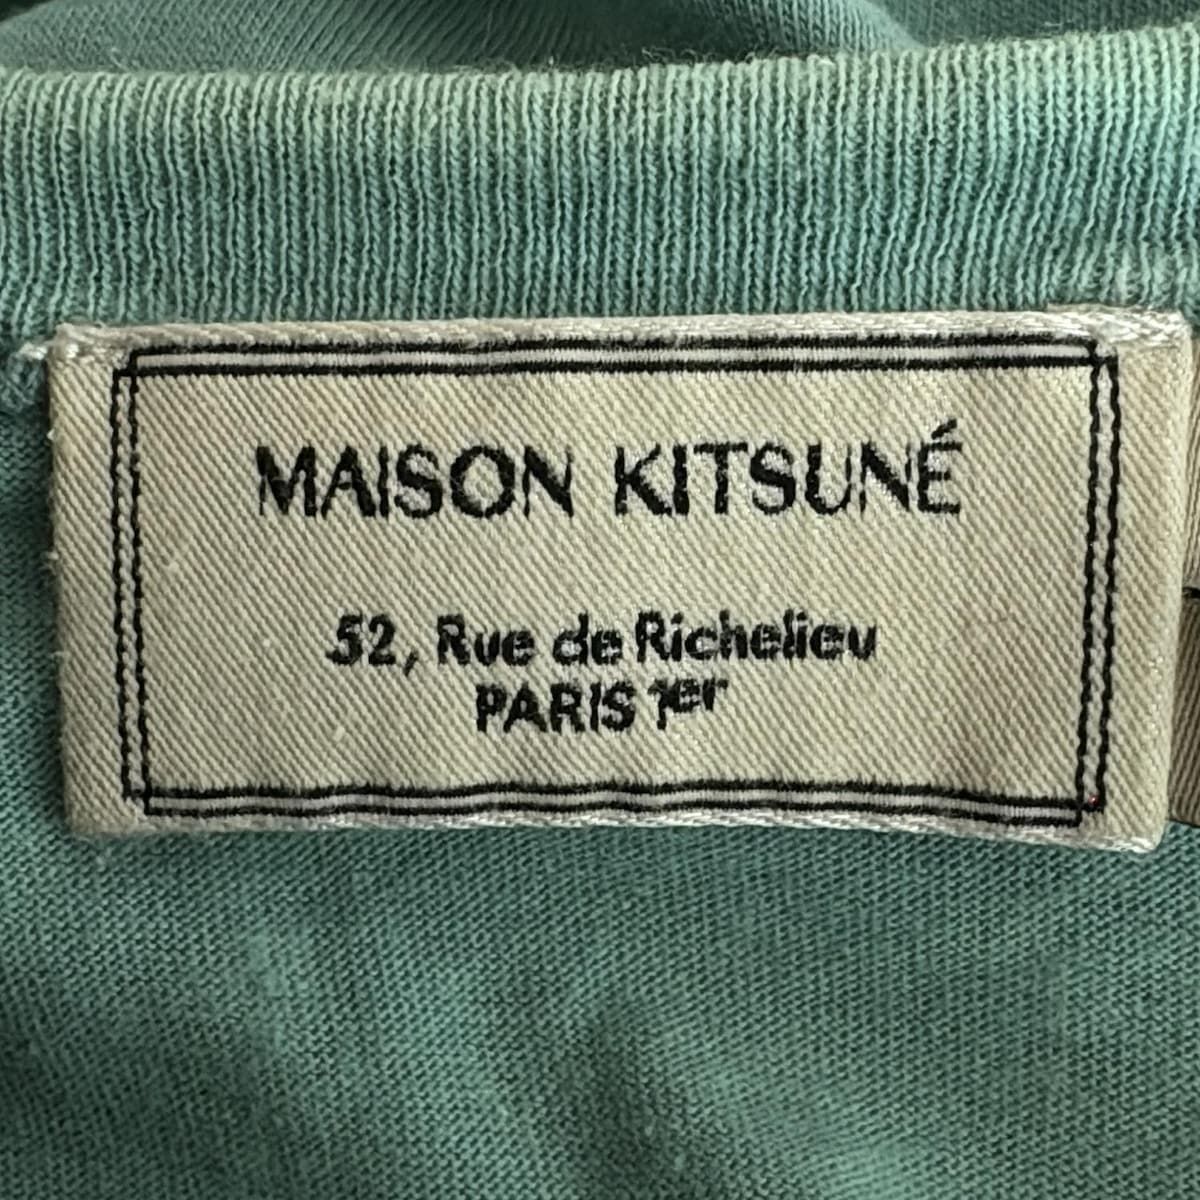 MAISON KITSUNÉ
52, Rue de Richelieu
PARIS 1er